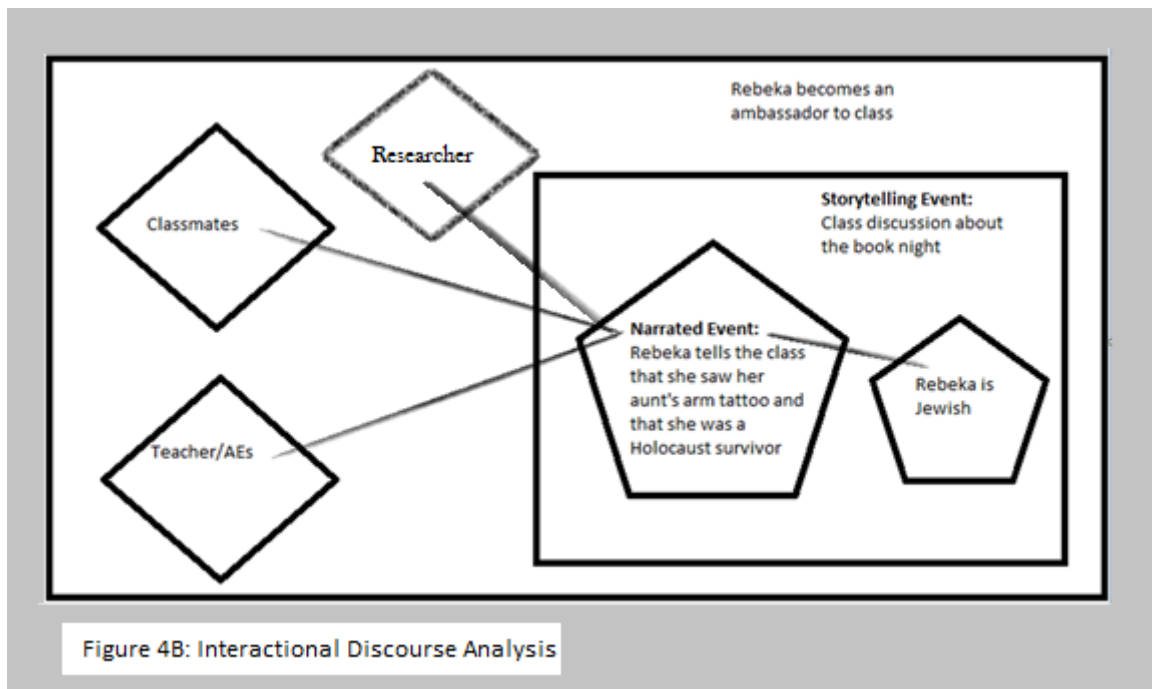 Rebeka becomes an
ambassador to class
Researcher
Classmates
Storytelling Event:
Class discussion about
the book night
Narrated Event:
Rebeka tells the class
that she saw her
aunt's arm tattoo and
that she was a
Holocaust survivor
Rebeka is
Jewish
Teacher/AEs
Figure 4B: Interactional Discourse Analysis